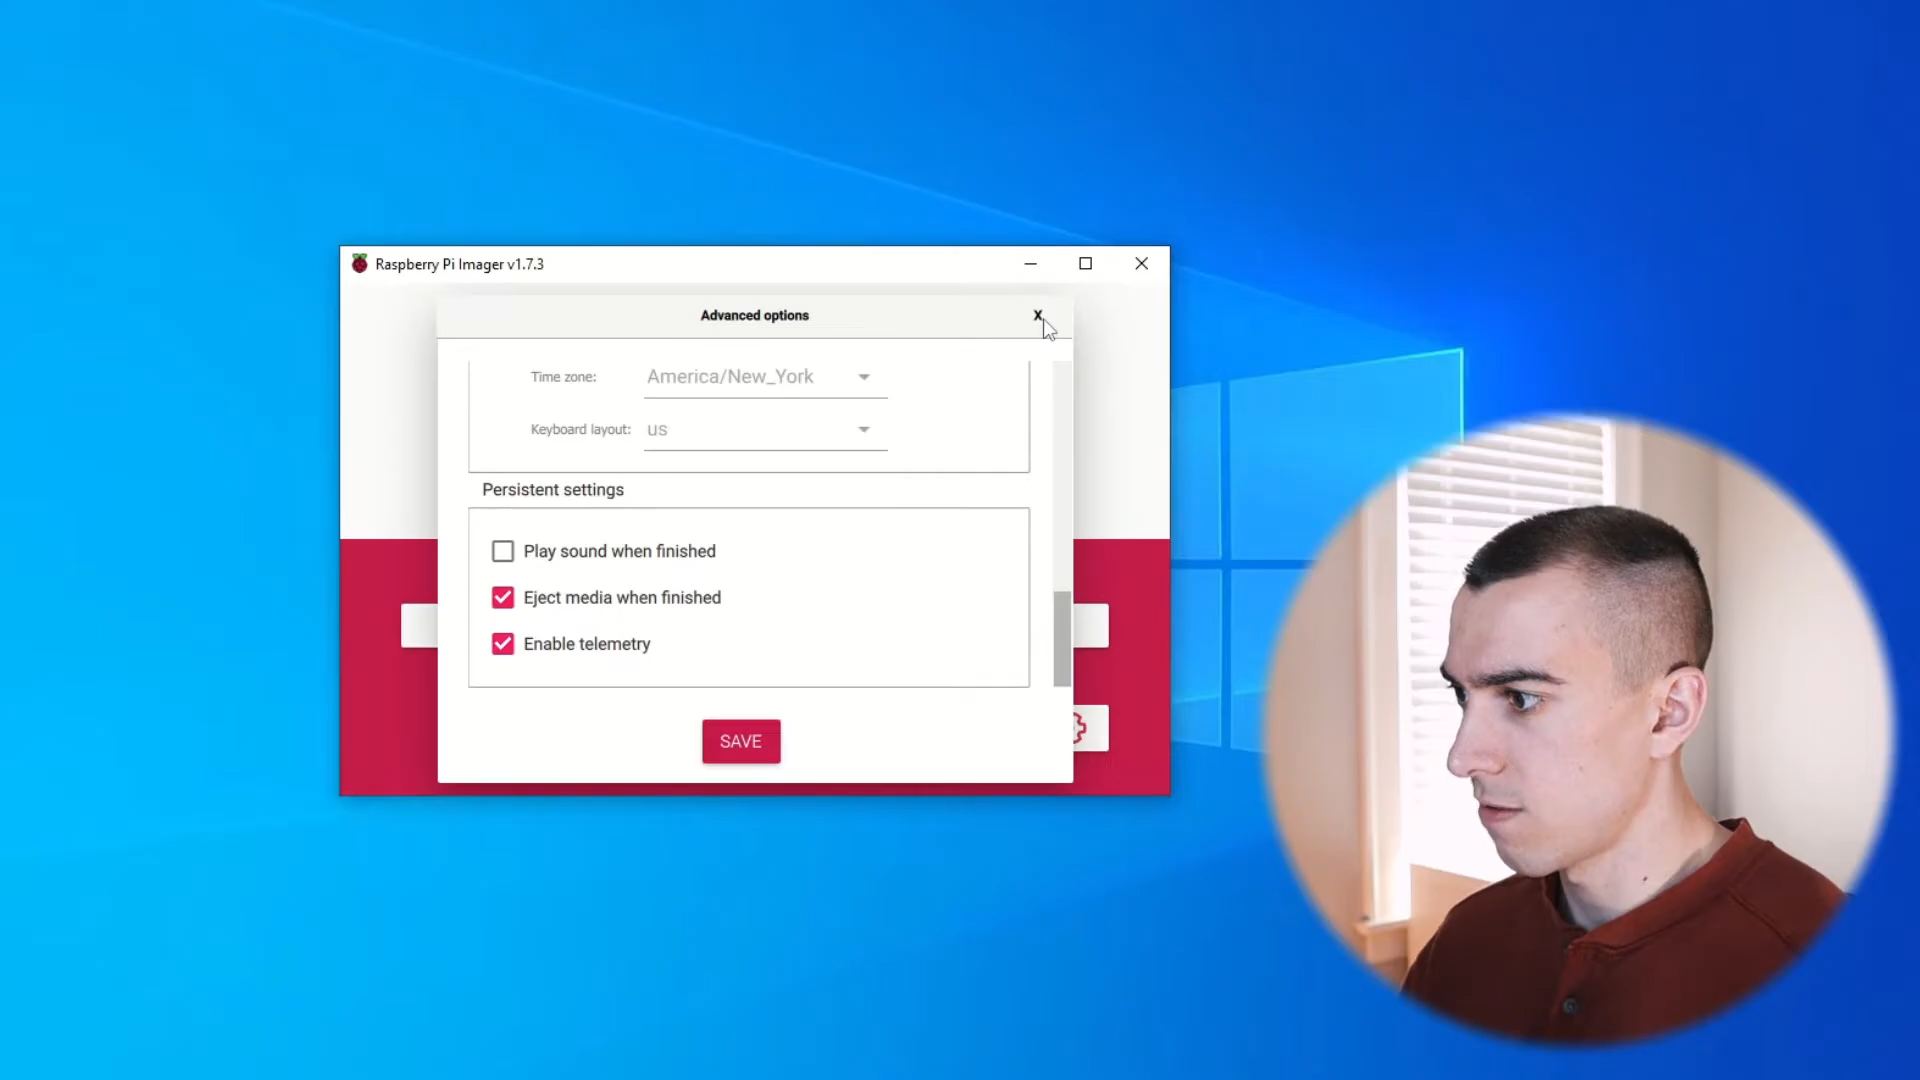 Raspberry Pi Imager v1.7.3
Advanced options
X
Time zone: America/New_York
Keyboard layout: us
Persistent settings
Play sound when finished
Eject media when finished
Enable telemetry
SAVE